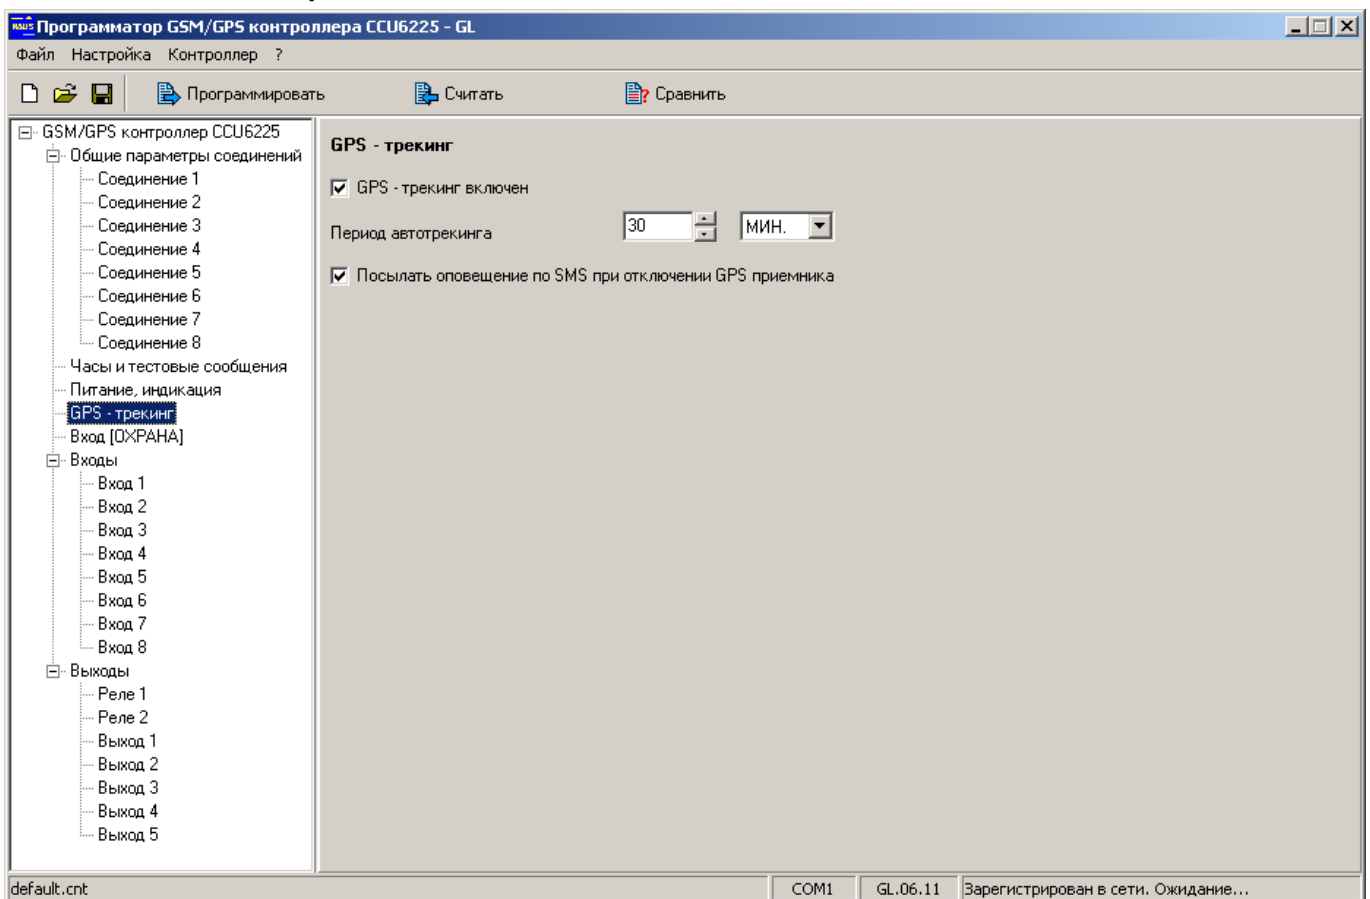 Программатор GSM/GPS контроллера CCU6225 - GL
Файл Настройка Контроллер ?
Программировать Считать Сравнить
GSM/GPS контроллер CCU6225
Общие параметры соединений
Соединение 1
Соединение 2
Соединение 3
Соединение 4
Соединение 5
Соединение 6
Соединение 7
Соединение 8
Часы и тестовые сообщения
Питание, индикация
GPS - трекинг
Вход [ОХРАНА]
Входы
Вход 1
Вход 2
Вход 3
Вход 4
Вход 5
Вход 6
Вход 7
Вход 8
Выходы
Реле 1
Реле 2
Выход 1
Выход 2
Выход 3
Выход 4
Выход 5
GPS - трекинг
GPS - трекинг включен
Период автотрекинга 30 МИН.
Посылать оповещение по SMS при отключении GPS приемника
default.cnt COM1 GL.06.11 Зарегистрирован в сети. Ожидание...